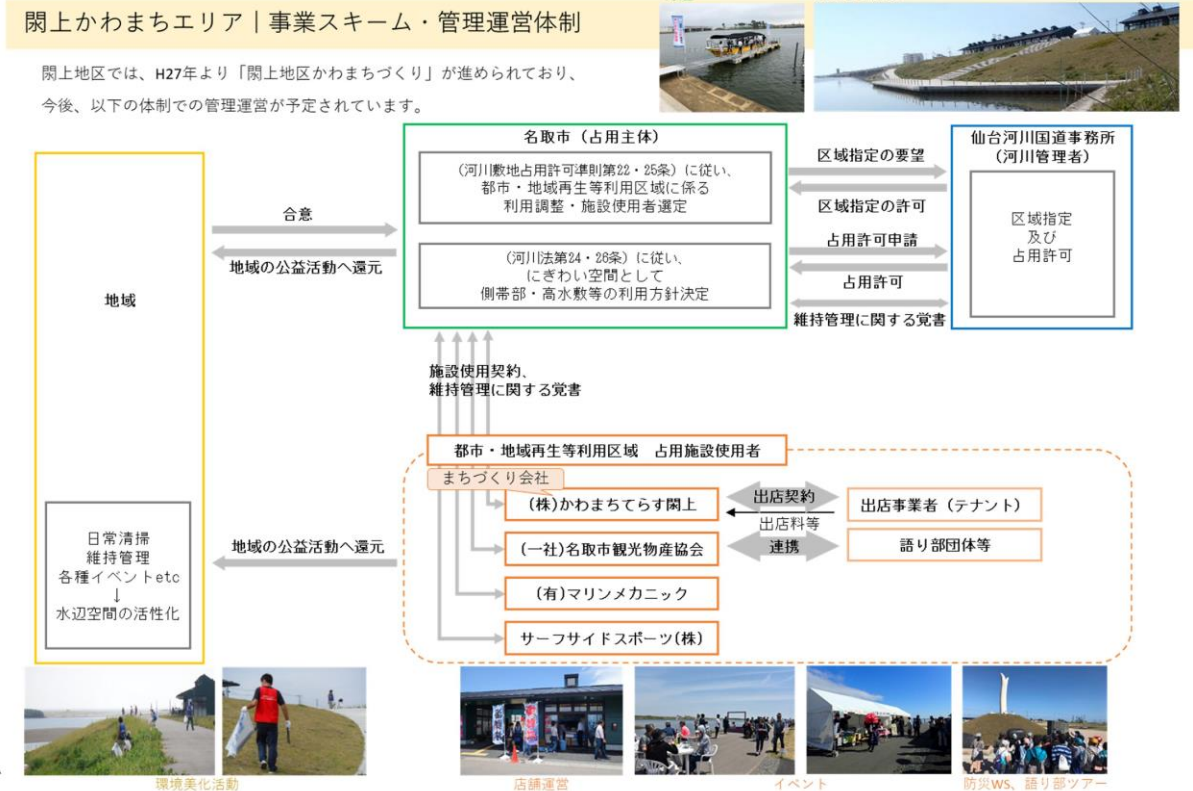 閖上かわまちエリア｜事業スキーム・管理運営体制
閖上地区では、H27年より「閖上地区かわまちづくり」が進められており、
今後、以下の体制での管理運営が予定されています。
地域
合意
地域の公益活動へ還元
名取市（占用主体）
(河川敷地占用許可準則第22・25条）に従い、
都市・地域再生等利用区域に係る
利用調整・施設使用者選定
（河川法第24・26条）に従い、
にぎわい空間として
側帯部・高水敷等の利用方針決定
区域指定の要望
区域指定の許可
占用許可申請
占用許可
維持管理に関する覚書
仙台河川国道事務所
（河川管理者）
区域指定
及び
占用許可
施設使用契約、
維持管理に関する覚書
都市・地域再生等利用区域　占用施設使用者
まちづくり会社
(株)かわまちてらす閖上
(一社)名取市観光物産協会
(有)マリンメカニック
サーフサイドスポーツ(株)
出店契約
出店料等
連携
出店事業者（テナント）
語り部団体等
地域の公益活動へ還元
日常清掃
維持管理
各種イベントetc
↓
水辺空間の活性化
環境美化活動
店舗運営
イベント
防災WS、語り部ツアー